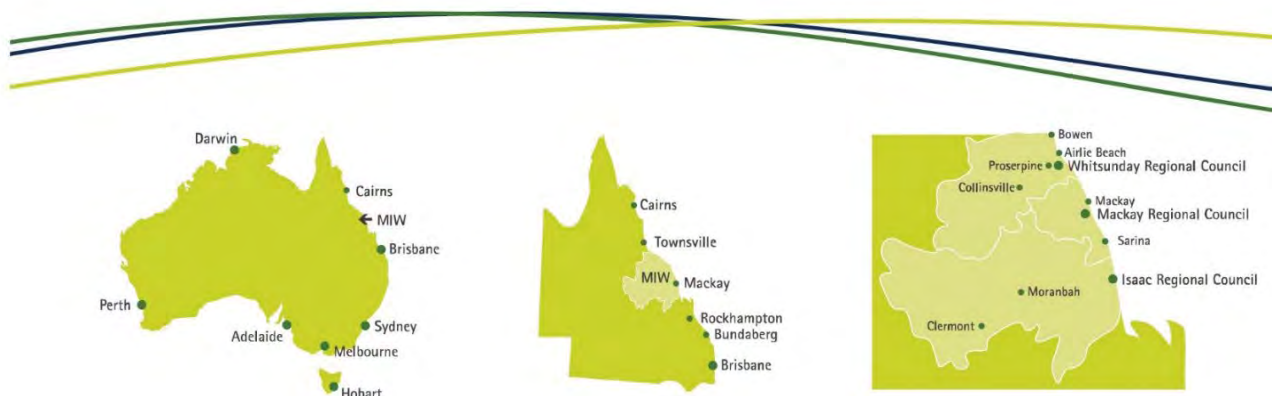 Darwin
Cairns
MIW
Brisbane
Perth
Adelaide
Sydney
Melbourne
Hobart
Cairns
Townsville
MIW
Mackay
Rockhampton
Bundaberg
Brisbane
Bowen
Airlie Beach
Proserpine
Whitsunday Regional Council
Collinsville
Mackay
Mackay Regional Council
Sarina
Isaac Regional Council
Moranbah
Clermont